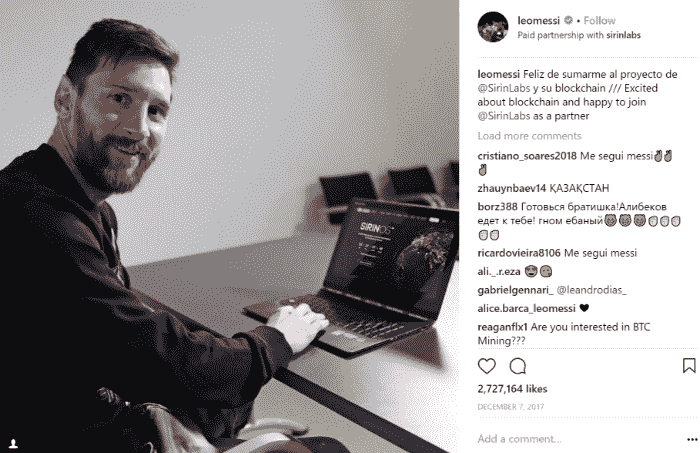 leomessi • Follow
Paid partnership with sirinlabs
leomessi Feliz de sumarme al proyecto de
@SirinLabs y su blockchain /// Excited
about blockchain and happy to join
@SirinLabs as a partner
Load more comments
cristiano_soares2018 Me segui messi✌✌
✌
zhauynbaev14 ҚАЗАҚСТАН
borz388 Готовься братишка!Алибеков
едет к тебе! гном ебаный
ricardovieira8106 Me segui messi
ali._.r.eza
gabrielgennari_ @leandrodias_
alice.barca_leomessi ♥
reaganflx1 Are you interested in BTC
Mining???
2,727,164 likes
DECEMBER 7, 2017
Add a comment...
SIRINOS